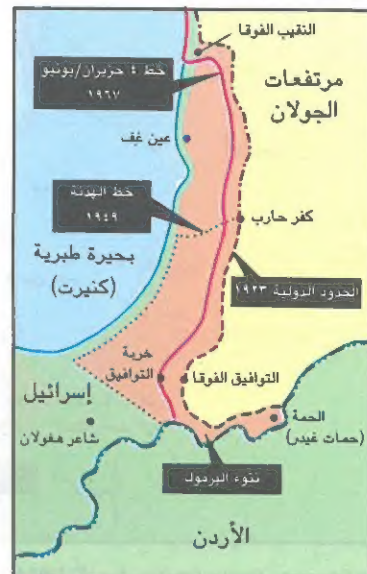 النقيب الفوقا
خط ٤ حزيران/يونيو
١٩٦٧
مرتفعات
الجولان
عين غف
خط الهدنة
١٩٤٩
كفر حارب
بحيرة طبرية
(كنيرت)
الحدود الدولية ١٩٢٣
خربة
التوافيق
التوافيق الفوقا
إسرائيل
شاعر هغولان
الحمة
(حمات غيدر)
نتوء اليرموك
الأردن